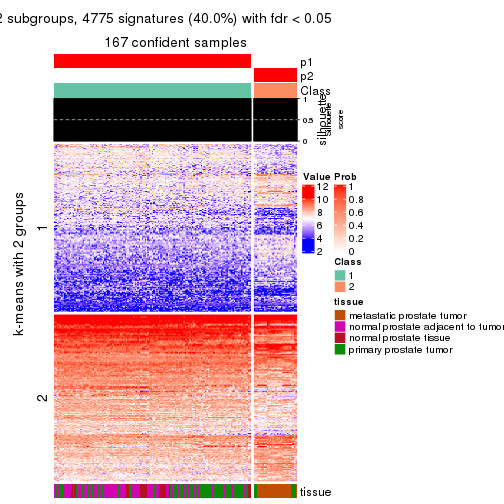 2 subgroups, 4775 signatures (40.0%) with fdr < 0.05
167 confident samples
p1
p2
Class
1
0.5
0
silhouette
Silhouette
score
k-means with 2 groups
1
2
tissue
Value
12
10
8
6
4
2
Prob
1
0.8
0.6
0.4
0.2
0
Class
1
2
tissue
metastatic prostate tumor
normal prostate adjacent to tumor
normal prostate tissue
primary prostate tumor